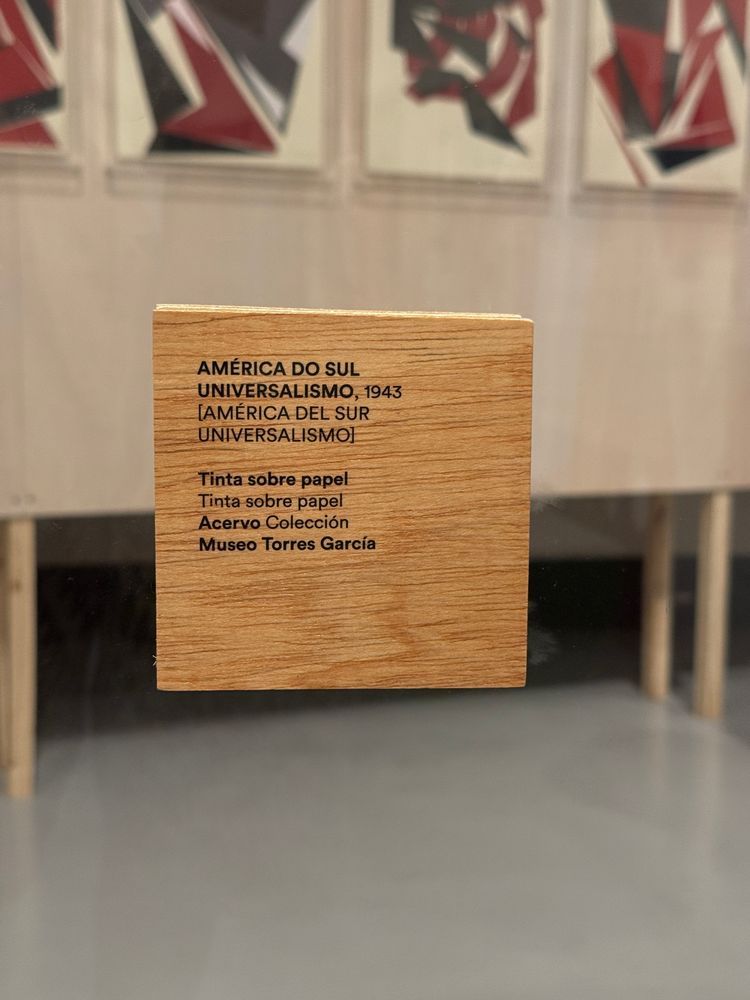 AMÉRICA DO SUL
UNIVERSALISMO, 1943
[AMÉRICA DEL SUR
UNIVERSALISMO]
Tinta sobre papel
Tinta sobre papel
Acervo Colección
Museo Torres García